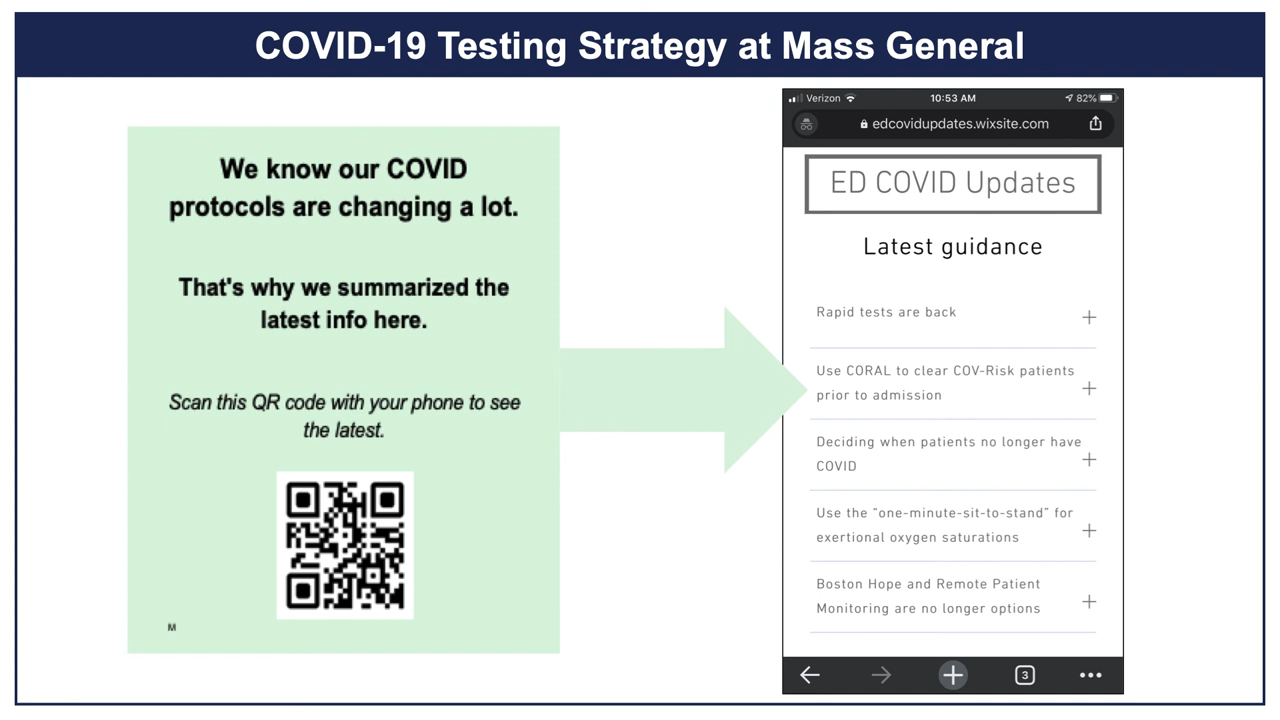 COVID-19 Testing Strategy at Mass General
We know our COVID
protocols are changing a lot.
That's why we summarized the
latest info here.
Scan this QR code with your phone to see
the latest.
M
Verizon 10:53 AM 82%
edcovidupdates.wixsite.com
ED COVID Updates
Latest guidance
Rapid tests are back
Use CORAL to clear COV-Risk patients
prior to admission
Deciding when patients no longer have
COVID
Use the “one-minute-sit-to-stand” for
exertional oxygen saturations
Boston Hope and Remote Patient
Monitoring are no longer options
3